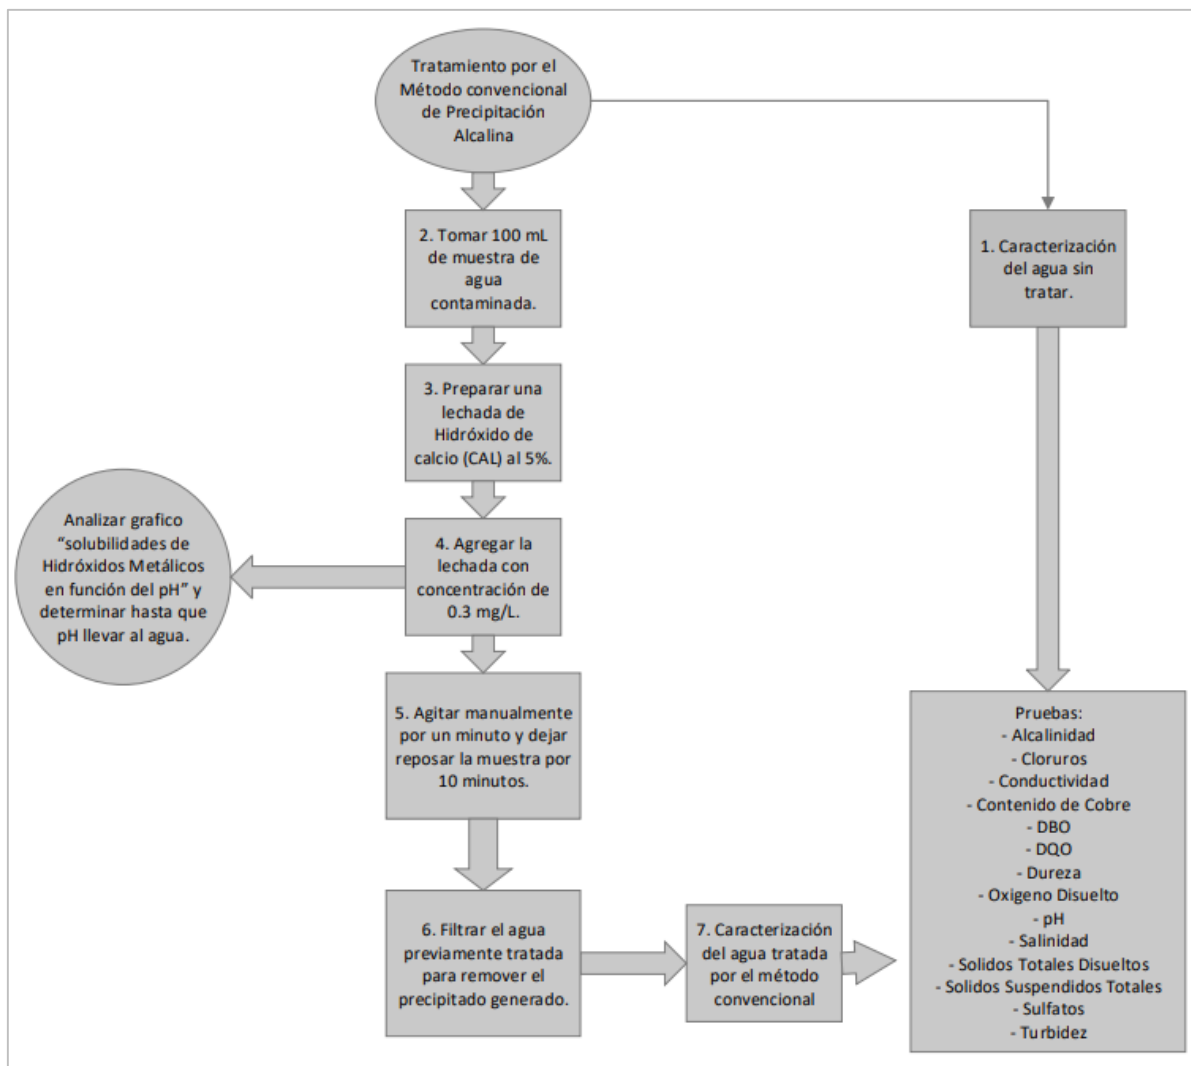 Tratamiento por el
Método convencional
de Precipitación
Alcalina
2. Tomar 100 mL
de muestra de
agua
contaminada.
1. Caracterización
del agua sin
tratar.
3. Preparar una
lechada de
Hidróxido de
calcio (CAL) al 5%.
Analizar grafico
“solubilidades de
Hidróxidos Metálicos
en función del pH” y
determinar hasta que
pH llevar al agua.
4. Agregar la
lechada con
concentración de
0.3 mg/L.
5. Agitar manualmente
por un minuto y dejar
reposar la muestra por
10 minutos.
6. Filtrar el agua
previamente tratada
para remover el
precipitado generado.
7. Caracterización
del agua tratada
por el método
convencional
Pruebas:
- Alcalinidad
- Cloruros
- Conductividad
- Contenido de Cobre
- DBO
- DQO
- Dureza
- Oxigeno Disuelto
- pH
- Salinidad
- Solidos Totales Disueltos
- Solidos Suspendidos Totales
- Sulfatos
- Turbidez